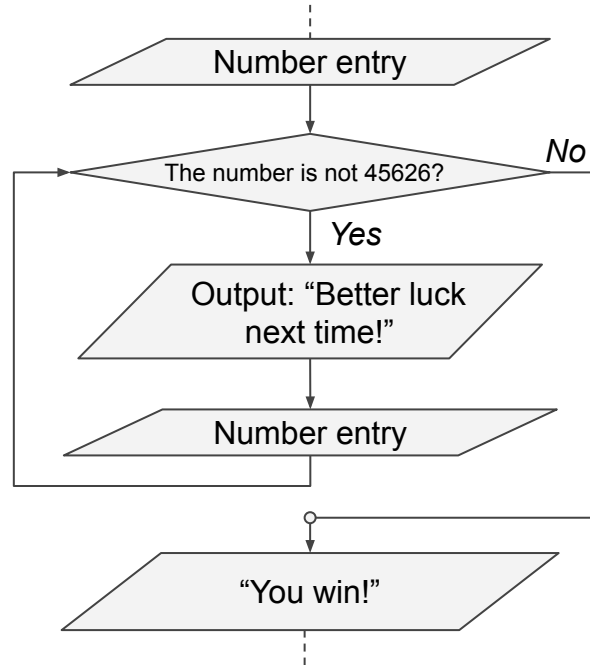 Number entry
The number is not 45626?
No
Yes
Output: “Better luck
next time!”
Number entry
“You win!”